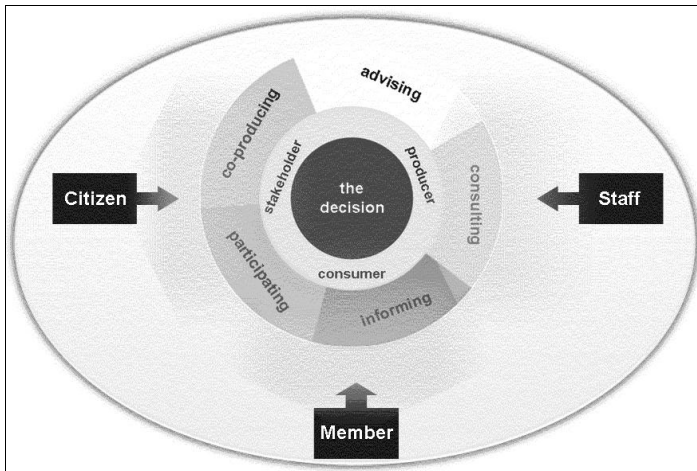 advising
co-producing
stakeholder
producer
consulting
the
decision
Citizen
Staff
participating
consumer
informing
Member